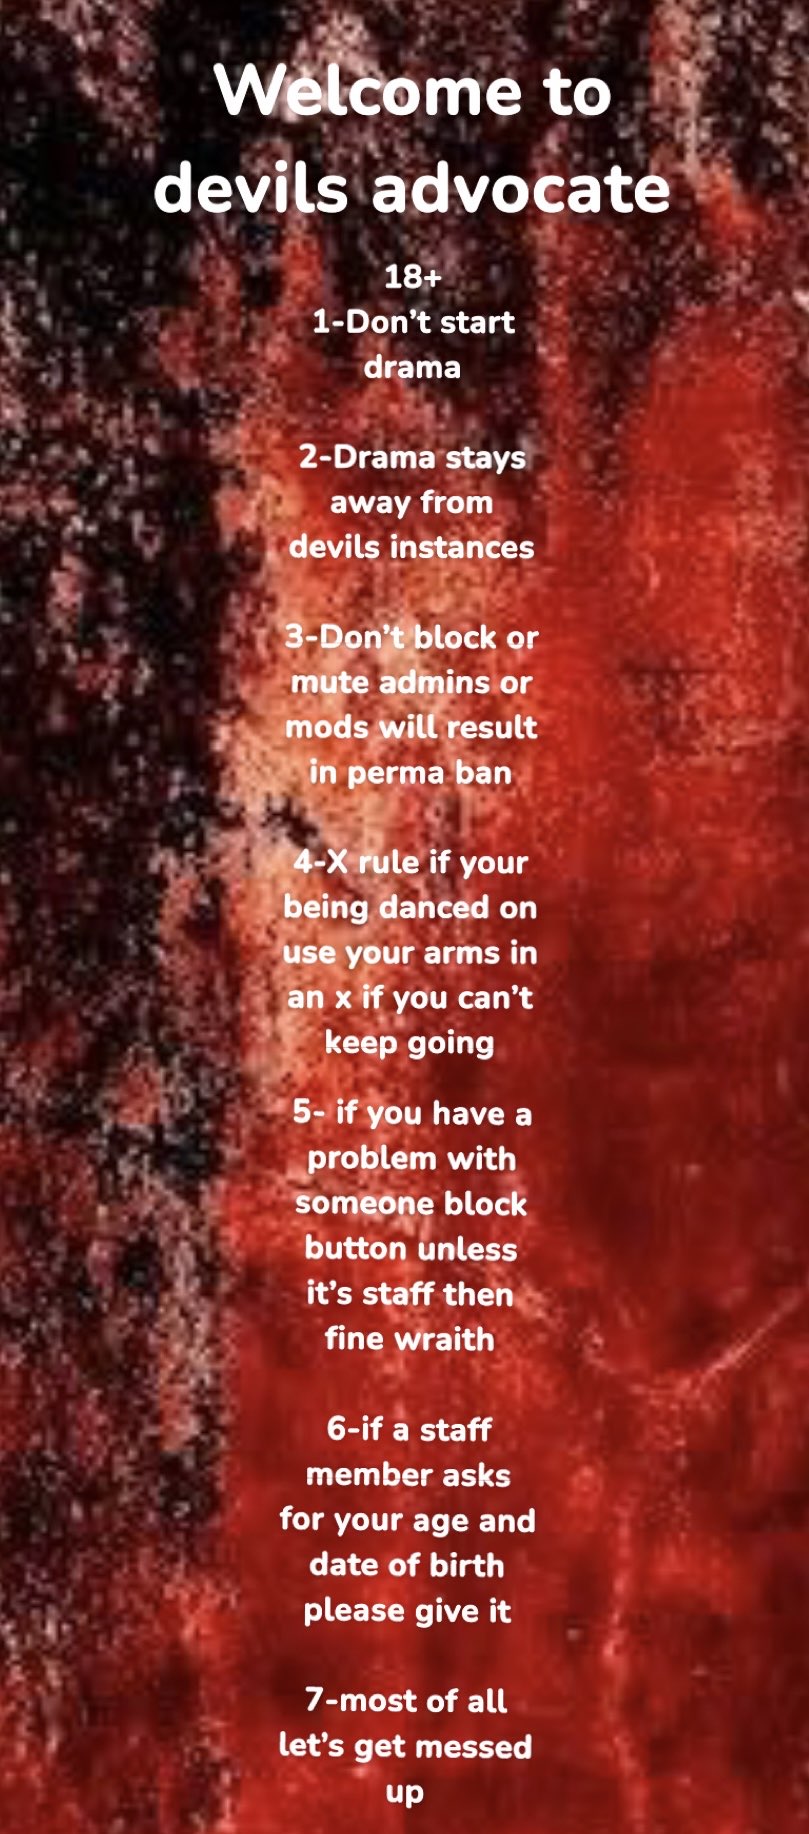 Welcome to
devils advocate
18+
1-Don't start
drama
2-Drama stays
away from
devils instances
3-Don't block or
mute admins or
mods will result
in perma ban
4-X rule if your
being danced on
use your arms in
an x if you can't
keep going
5- if you have a
problem with
someone block
button unless
it's staff then
fine wraith
6-if a staff
member asks
for your age and
date of birth
please give it
7-most of all
let's get messed
up